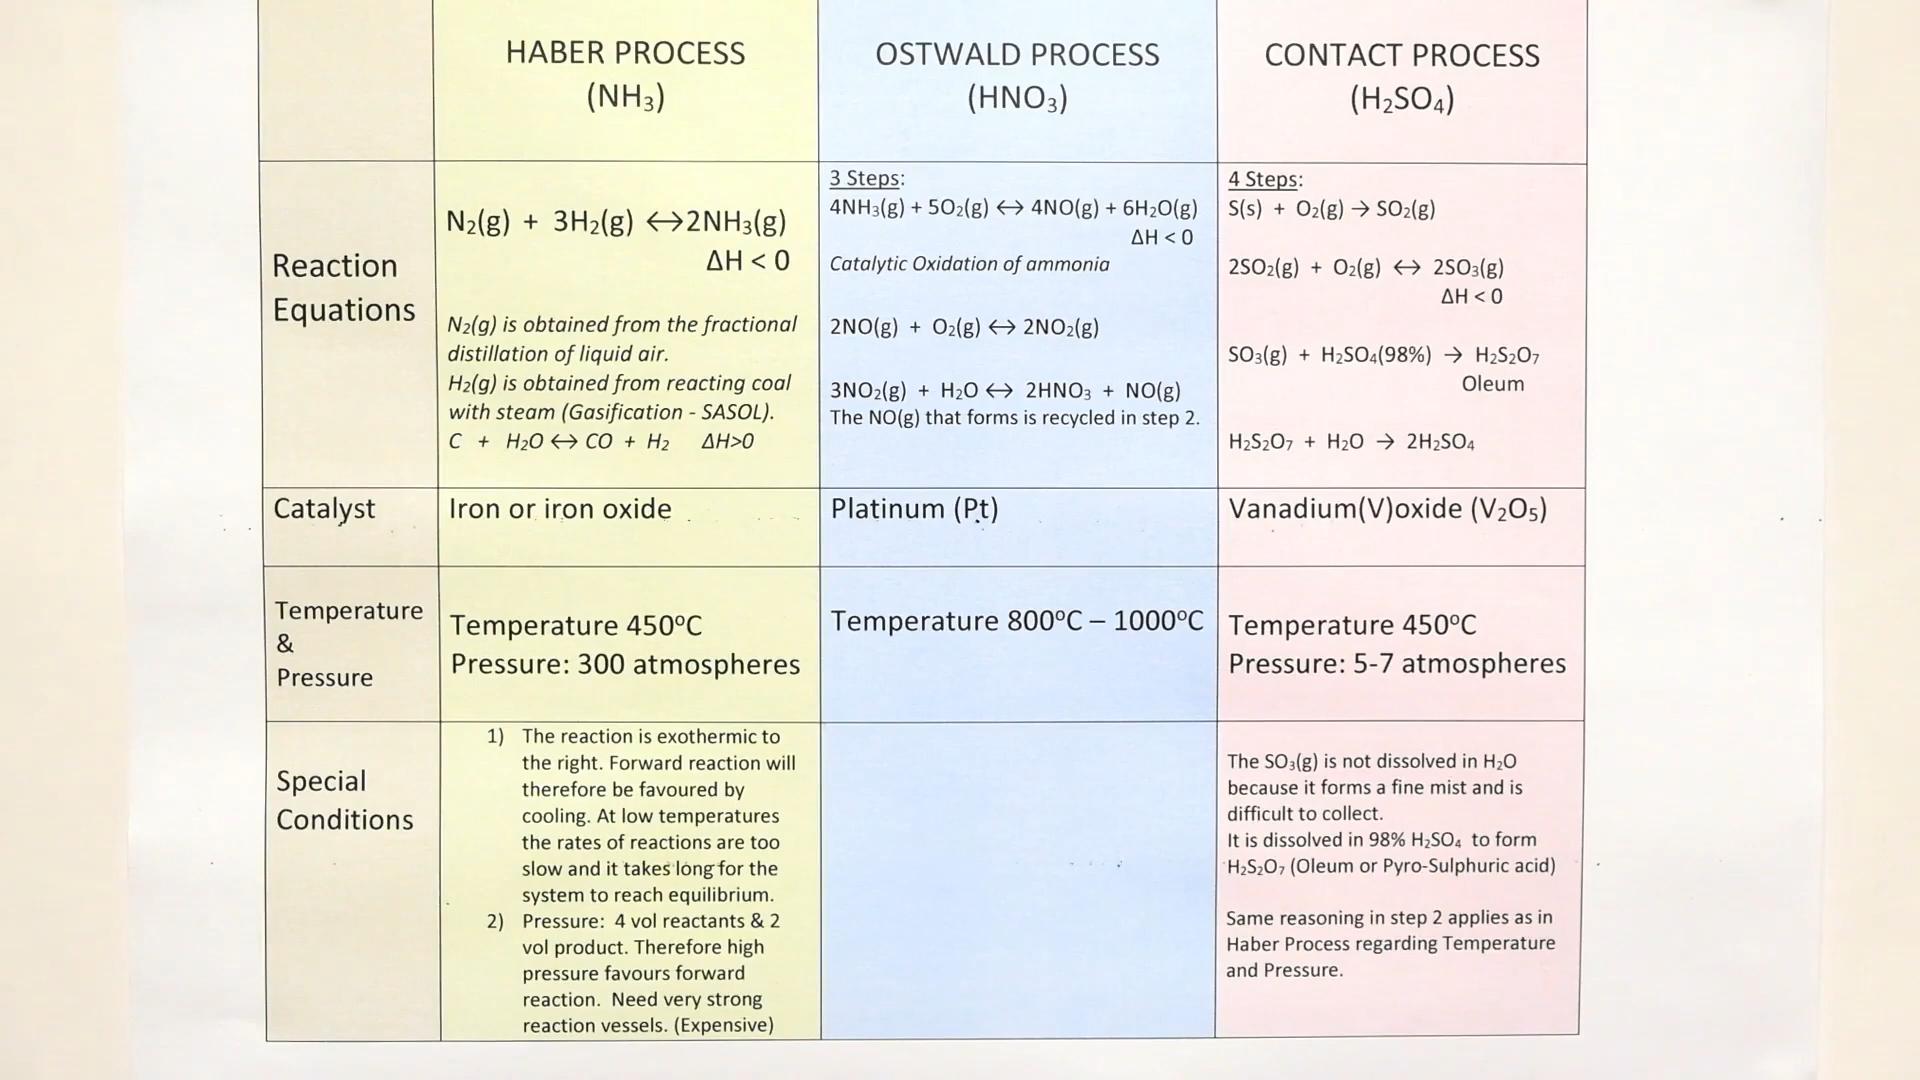 HABER PROCESS
(NH₃)
OSTWALD PROCESS
(HNO₃)
CONTACT PROCESS
(H₂SO₄)
Reaction
Equations
N₂(g) + 3H₂(g) ↔2NH₃(g)
ΔH < 0
N₂(g) is obtained from the fractional
distillation of liquid air.
H₂(g) is obtained from reacting coal
with steam (Gasification - SASOL).
C + H₂O ↔ CO + H₂ ΔH>0
3 Steps:
4NH₃(g) + 5O₂(g) ↔ 4NO(g) + 6H₂O(g)
ΔH < 0
Catalytic Oxidation of ammonia
2NO(g) + O₂(g) ↔ 2NO₂(g)
3NO₂(g) + H₂O ↔ 2HNO₃ + NO(g)
The NO(g) that forms is recycled in step 2.
4 Steps:
S(s) + O₂(g) → SO₂(g)
2SO₂(g) + O₂(g) ↔ 2SO₃(g)
ΔH < 0
SO₃(g) + H₂SO₄(98%) → H₂S₂O₇
Oleum
H₂S₂O₇ + H₂O → 2H₂SO₄
Catalyst
Iron or iron oxide
Platinum (Pt)
Vanadium(V)oxide (V₂O₅)
Temperature
&
Pressure
Temperature 450ºC
Pressure: 300 atmospheres
Temperature 800ºC – 1000ºC
Temperature 450ºC
Pressure: 5-7 atmospheres
Special
Conditions
1) The reaction is exothermic to
the right. Forward reaction will
therefore be favoured by
cooling. At low temperatures
the rates of reactions are too
slow and it takes long for the
system to reach equilibrium.
2) Pressure: 4 vol reactants & 2
vol product. Therefore high
pressure favours forward
reaction. Need very strong
reaction vessels. (Expensive)
The SO₃(g) is not dissolved in H₂O
because it forms a fine mist and is
difficult to collect.
It is dissolved in 98% H₂SO₄ to form
H₂S₂O₇ (Oleum or Pyro-Sulphuric acid)
Same reasoning in step 2 applies as in
Haber Process regarding Temperature
and Pressure.